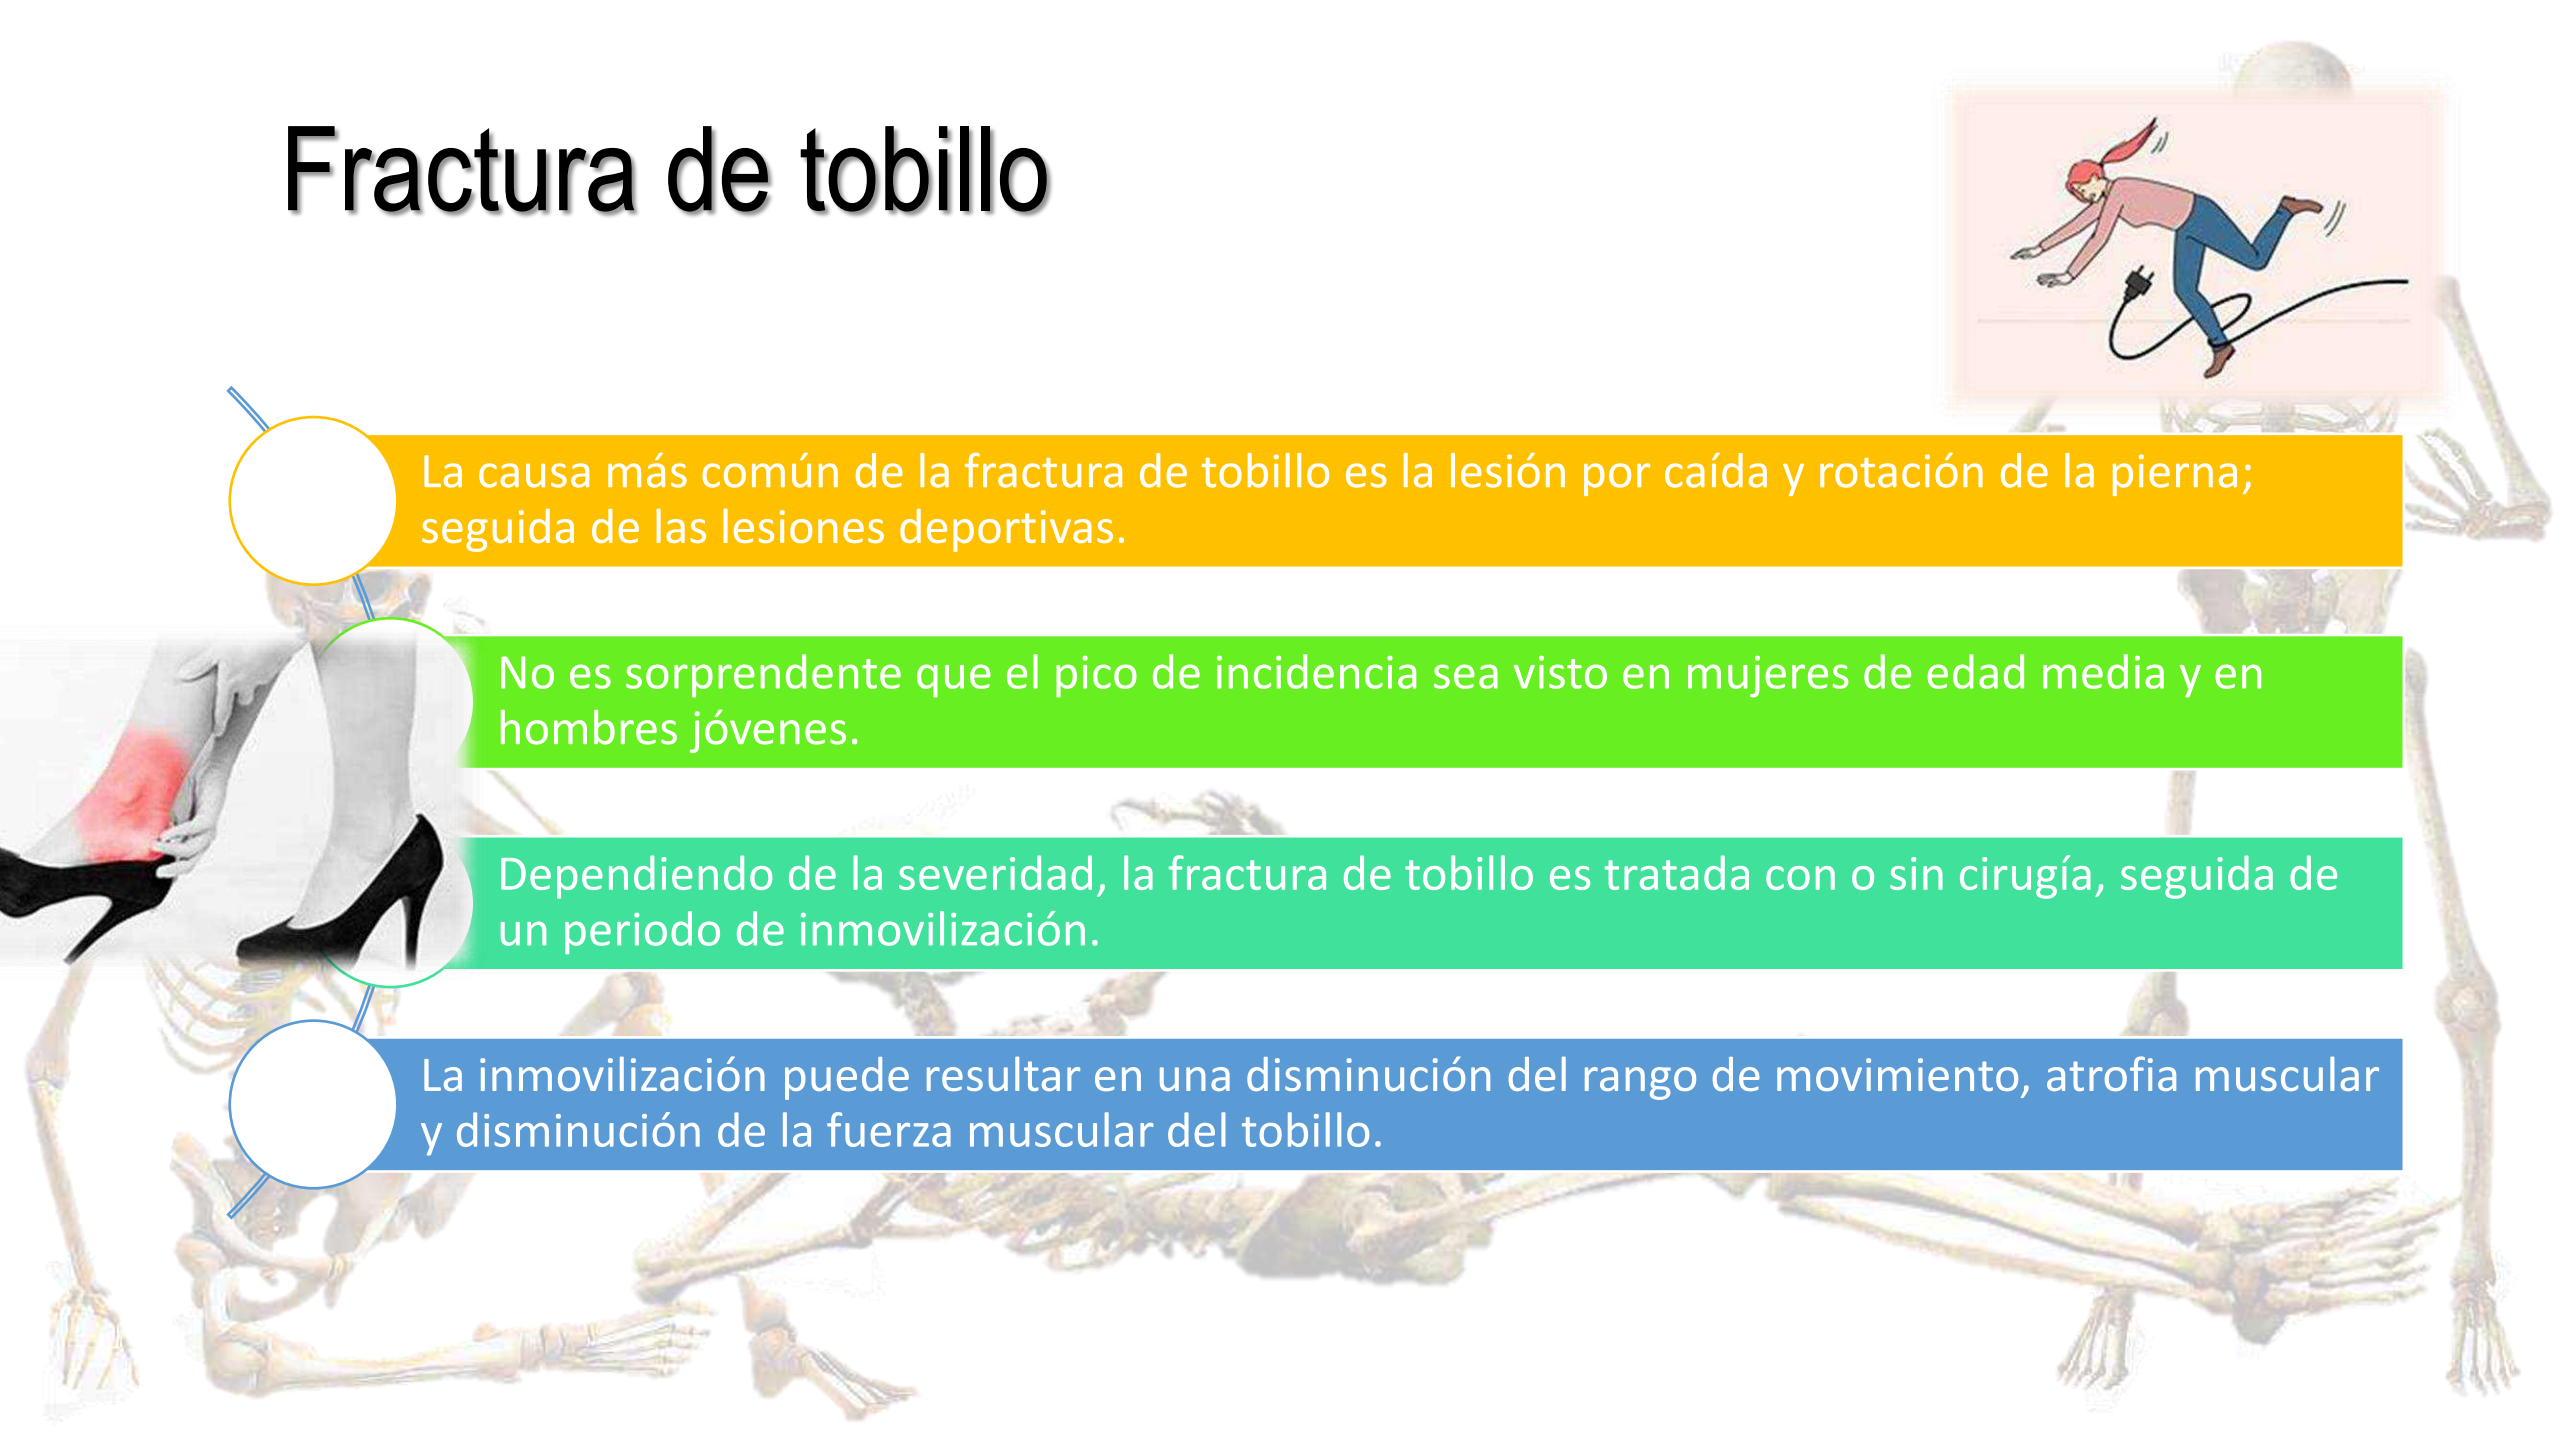 Fractura de tobillo
La causa más común de la fractura de tobillo es la lesión por caída y rotación de la pierna;
seguida de las lesiones deportivas.
No es sorprendente que el pico de incidencia sea visto en mujeres de edad media y en
hombres jóvenes.
Dependiendo de la severidad, la fractura de tobillo es tratada con o sin cirugía, seguida de
un periodo de inmovilización.
La inmovilización puede resultar en una disminución del rango de movimiento, atrofia muscular
y disminución de la fuerza muscular del tobillo.